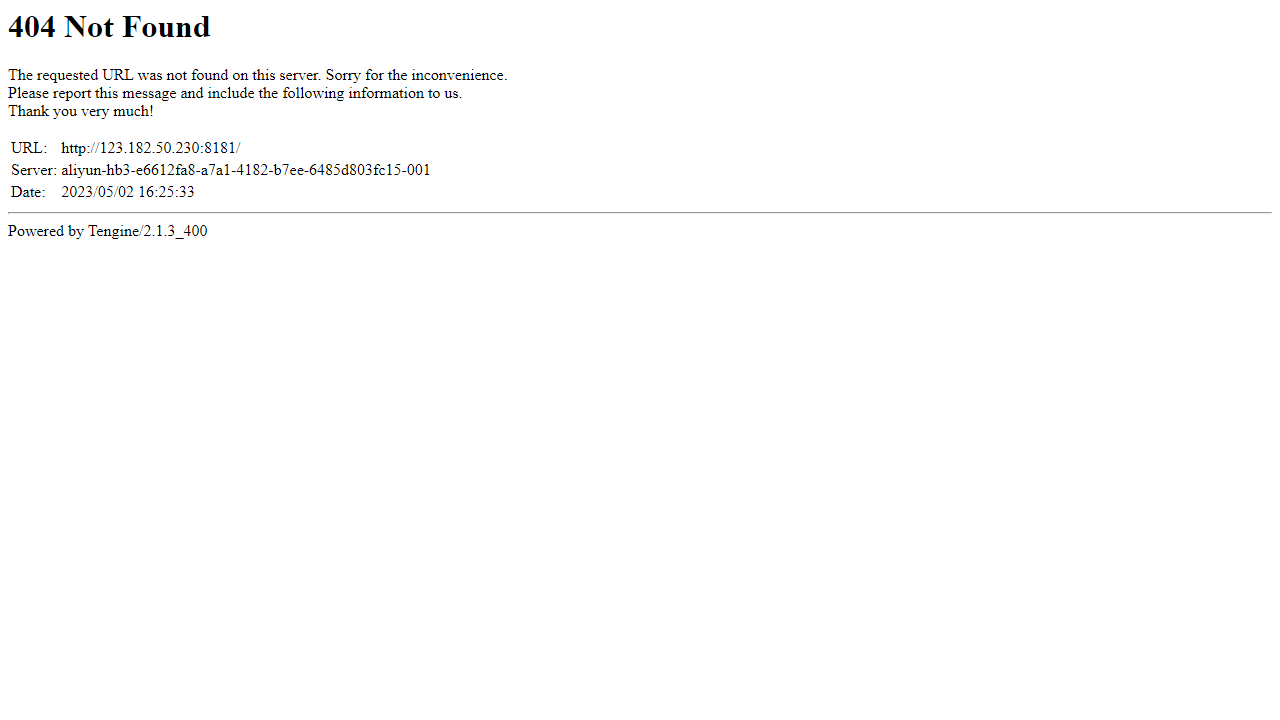 404 Not Found
The requested URL was not found on this server. Sorry for the inconvenience.
Please report this message and include the following information to us.
Thank you very much!
URL: http://123.182.50.230:8181/
Server: aliyun-hb3-e6612fa8-a7a1-4182-b7ee-6485d803fc15-001
Date: 2023/05/02 16:25:33
Powered by Tengine/2.1.3_400